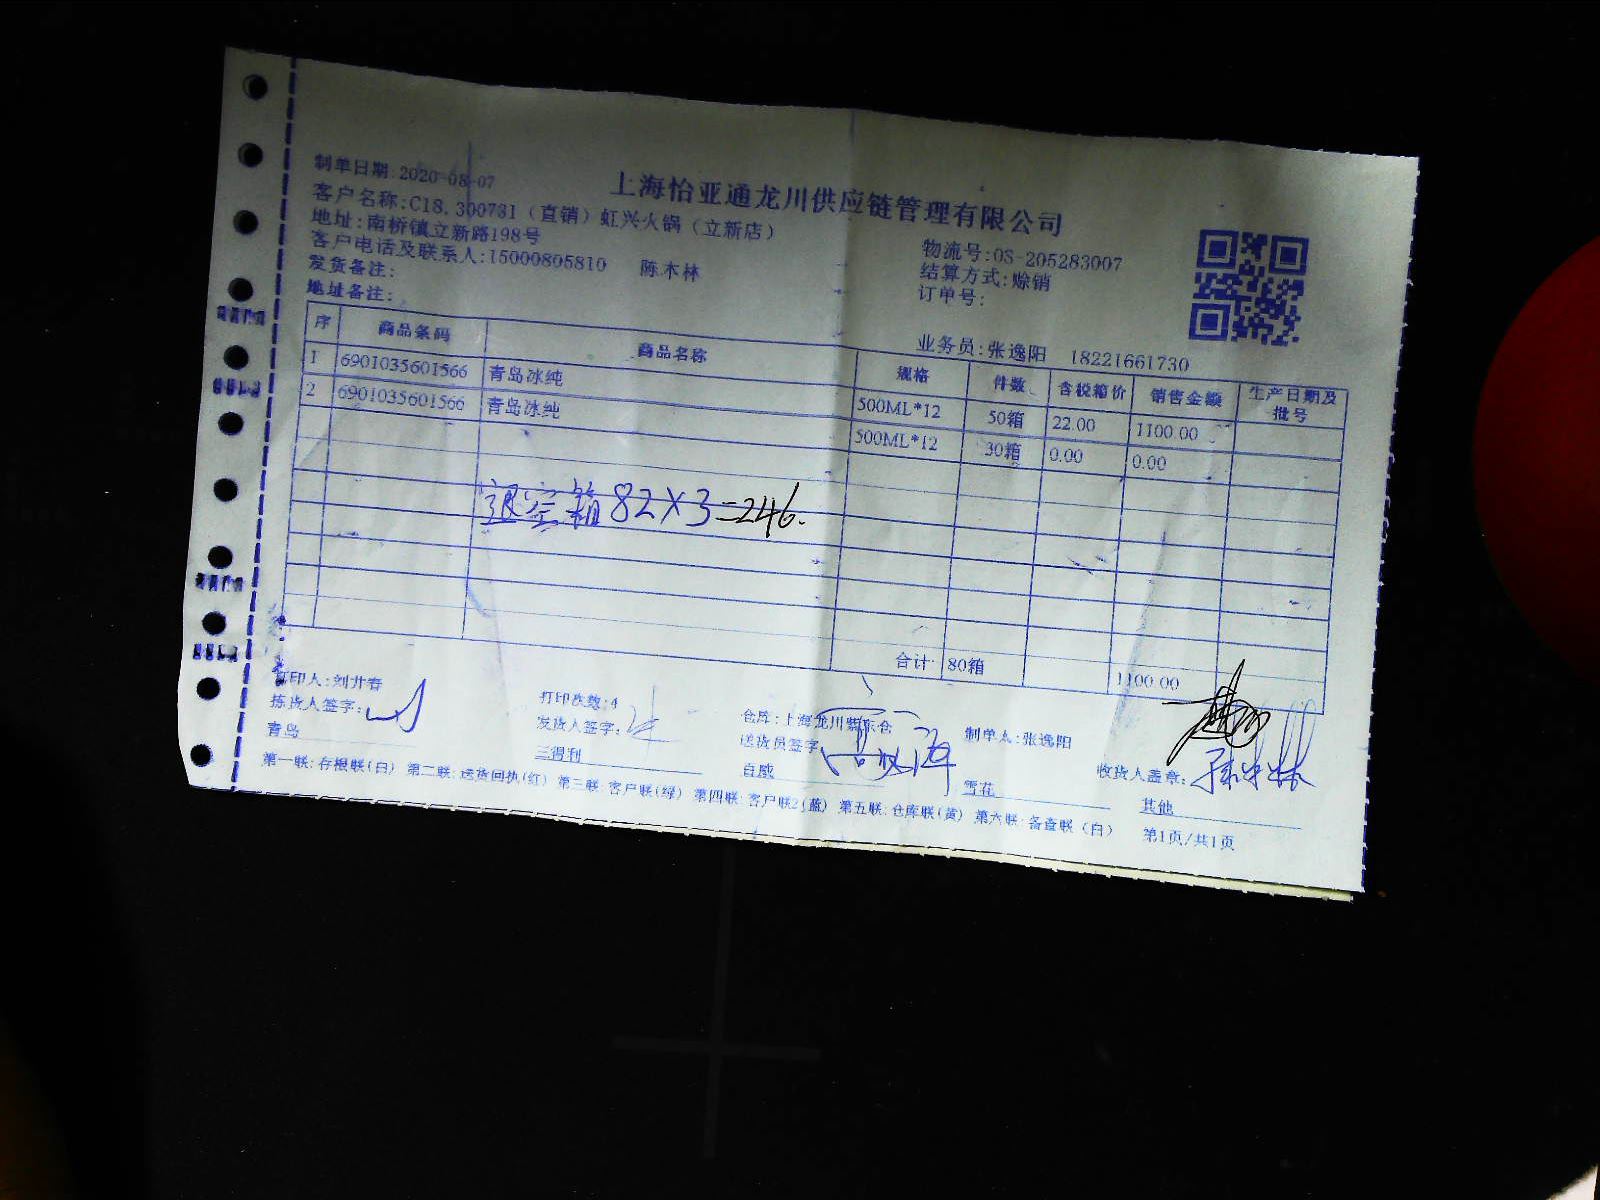 上海怡亚通龙川供应链管理有限公司
制单日期:2020-08-07
客户名称:C18.300731（直销）虹兴火锅（立新店）
地址:南桥镇立新路198号
客户电话及联系人:15000805810 陈木林
发货备注:
地址备注:
物流号:0S-205283007
结算方式:赊销
订单号:
业务员:张逸阳 18221661730
序 商品条码 商品名称 规格 件数 含税箱价 销售金额 生产日期及批号
1 6901035601566 青岛冰纯 500ML*12 50箱 22.00 1100.00
2 6901035601566 青岛冰纯 500ML*12 30箱 0.00 0.00
退空箱82×3=246.
合计 80箱 1100.00
打印人:刘廾春 打印次数:4 仓库:上海龙川 东仓 制单人:张逸阳
拣货人签字: 发货人签字: 送货员签字 收货人盖章:
青岛 三得利 百威 雪花 其他
第一联:存根联(白) 第二联:送货回执(红) 第三联:客户联(绿) 第四联:客户联2(蓝) 第五联:仓库联(黄) 第六联:备查联（白） 第1页/共1页